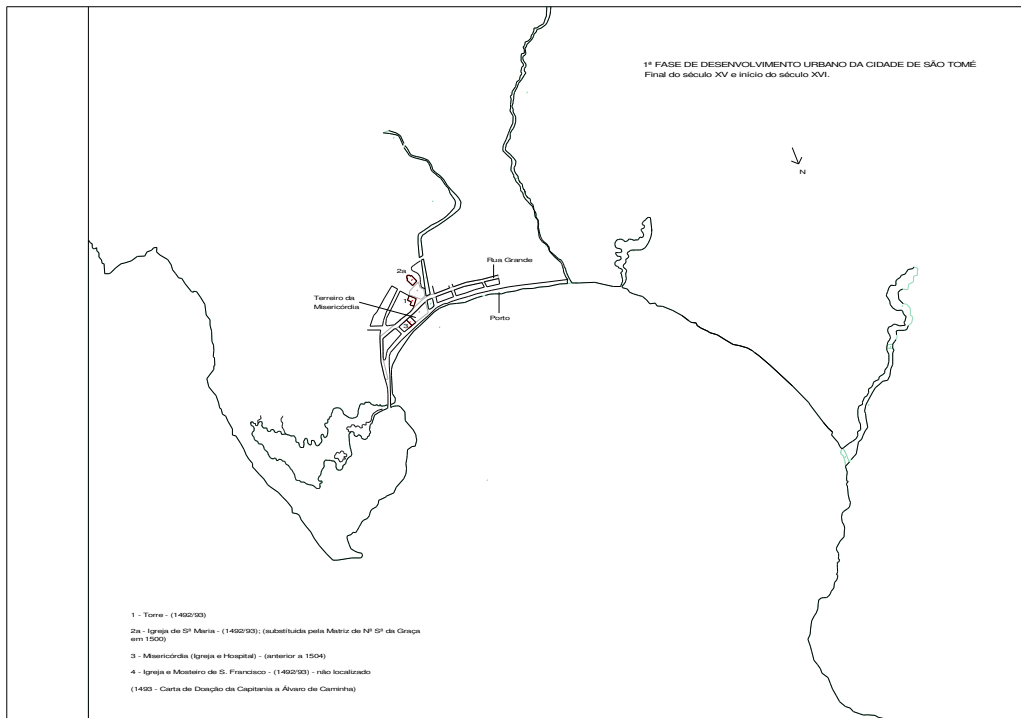 1ª FASE DE DESENVOLVIMENTO URBANO DA CIDADE DE SÃO TOMÉ
Final do século XV e início do século XVI.
N
Rua Grande
2a
1
Terreiro da
Misericórdia
3
Porto
1 - Torre - (1492/93)
2a - Igreja de Sª Maria - (1492/93); (substituída pela Matriz de Nª Sª da Graça
em 1500)
3 - Misericórdia (Igreja e Hospital) - (anterior a 1504)
4 - Igreja e Mosteiro de S. Francisco - (1492/93) - não localizado
(1493 - Carta de Doação da Capitania a Álvaro de Caminha)